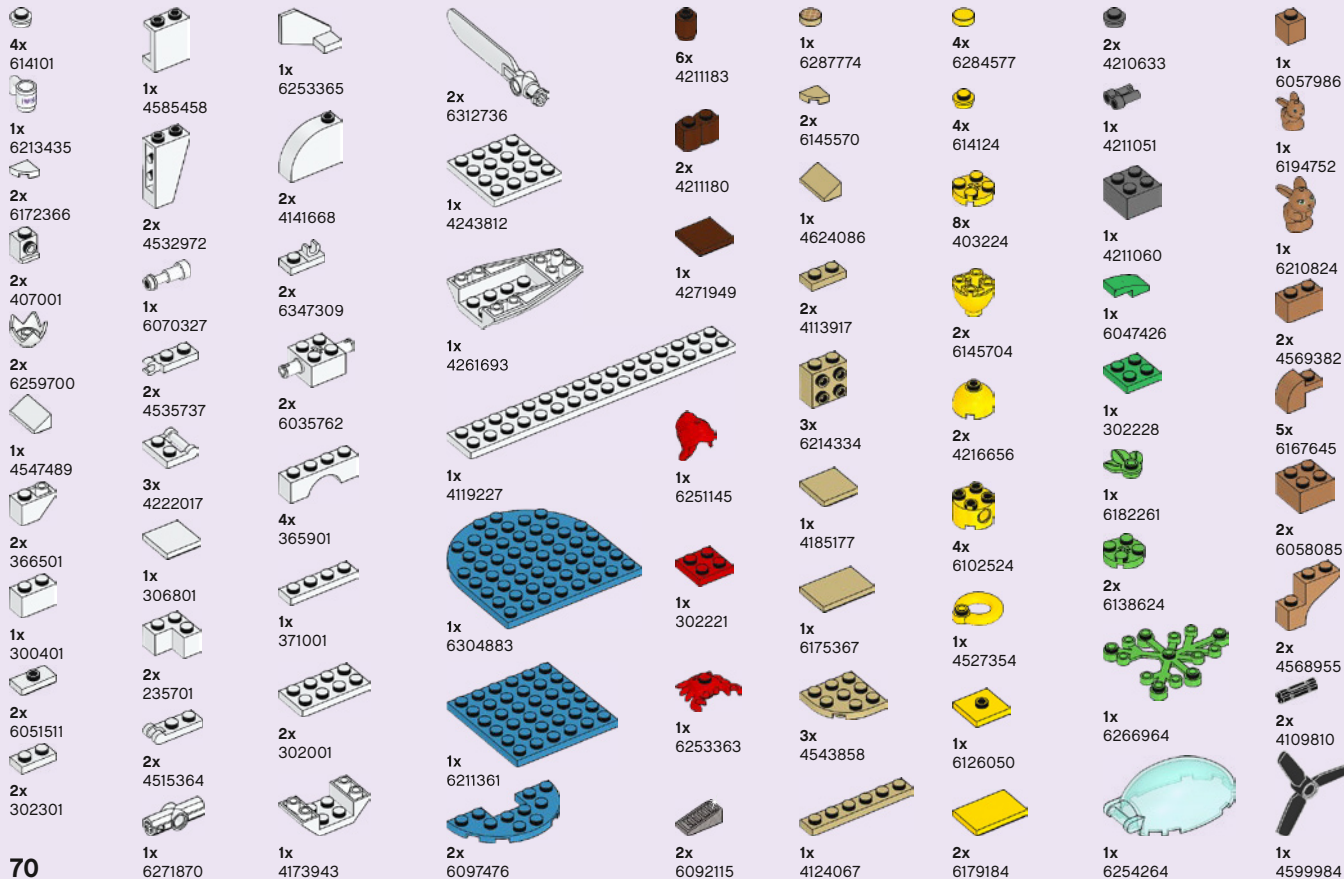 4x
614101
1x
6213435
2x
6172366
2x
407001
2x
6259700
1x
4547489
2x
366501
1x
300401
2x
6051511
2x
302301
70
1x
4585458
2x
4532972
1x
6070327
2x
4535737
3x
4222017
1x
306801
2x
235701
2x
4515364
1x
6271870
1x
6253365
2x
4141668
2x
6347309
2x
6035762
4x
365901
1x
371001
2x
302001
1x
4173943
2x
6312736
1x
4243812
1x
4261693
1x
4119227
1x
6304883
1x
6211361
2x
6097476
6x
4211183
2x
4211180
1x
4271949
1x
6251145
1x
302221
1x
6253363
2x
6092115
1x
6287774
2x
6145570
1x
4624086
2x
4113917
3x
6214334
1x
4185177
1x
6175367
3x
4543858
1x
4124067
4x
6284577
4x
614124
8x
403224
2x
6145704
2x
4216656
4x
6102524
1x
4527354
1x
6126050
2x
6179184
2x
4210633
1x
4211051
1x
4211060
1x
6047426
1x
302228
1x
6182261
2x
6138624
1x
6266964
1x
6254264
1x
6057986
1x
6194752
1x
6210824
2x
4569382
5x
6167645
2x
6058085
2x
4568955
2x
4109810
1x
4599984